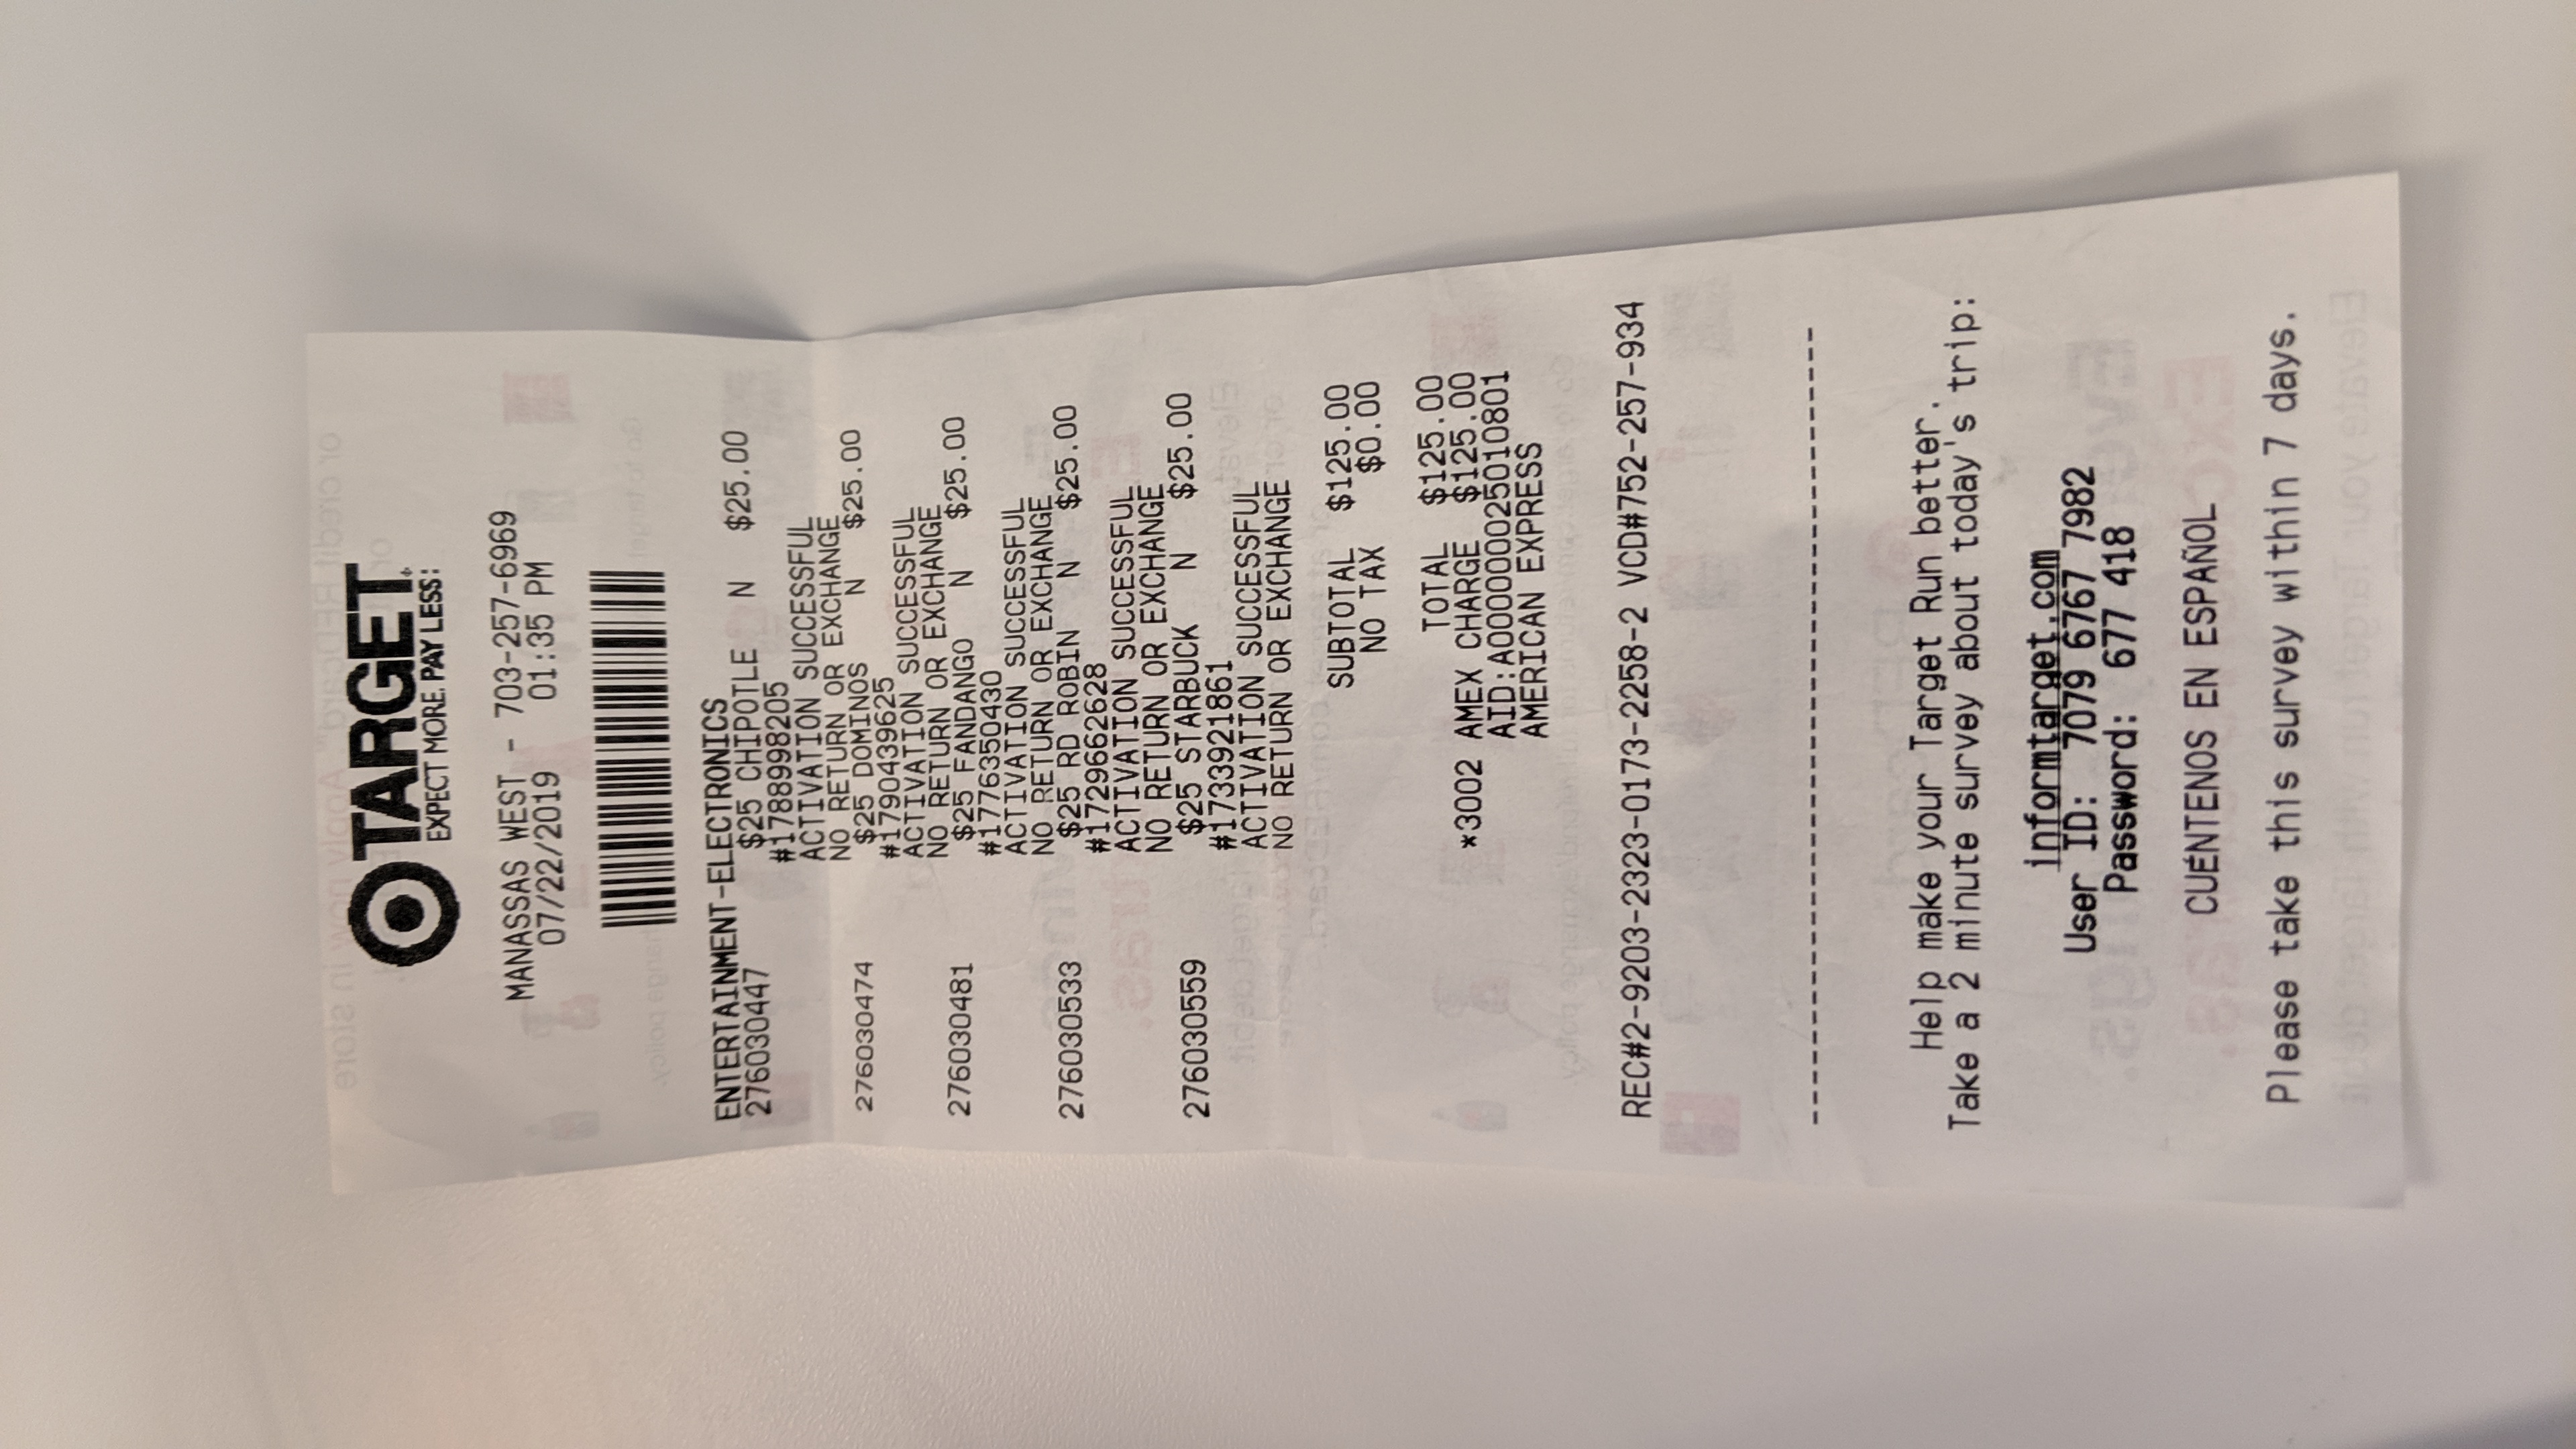 TARGET
EXPECT MORE. PAY LESS.
MANASSAS WEST - 703-257-6969
07/22/2019 01:35 PM
ENTERTAINMENT-ELECTRONICS
276030447 $25 CHIPOTLE N $25.00
#1788998205
ACTIVATION SUCCESSFUL
NO RETURN OR EXCHANGE
276030474 $25 DOMINOS N $25.00
#1790439625
ACTIVATION SUCCESSFUL
NO RETURN OR EXCHANGE
276030481 $25 FANDANGO N $25.00
#1776350430
ACTIVATION SUCCESSFUL
NO RETURN OR EXCHANGE
276030533 $25 RD ROBIN N $25.00
#1729662628
ACTIVATION SUCCESSFUL
NO RETURN OR EXCHANGE
276030559 $25 STARBUCK N $25.00
#1733921861
ACTIVATION SUCCESSFUL
NO RETURN OR EXCHANGE
SUBTOTAL $125.00
NO TAX $0.00
TOTAL $125.00
*3002 AMEX CHARGE $125.00
AID:A000000025010801
AMERICAN EXPRESS
REC#2-9203-2323-0173-2258-2 VCD#752-257-934
Help make your Target Run better.
Take a 2 minute survey about today's trip:
informtarget.com
User ID: 7079 6767 7982
Password: 677 418
CUÉNTENOS EN ESPAÑOL
Please take this survey within 7 days.